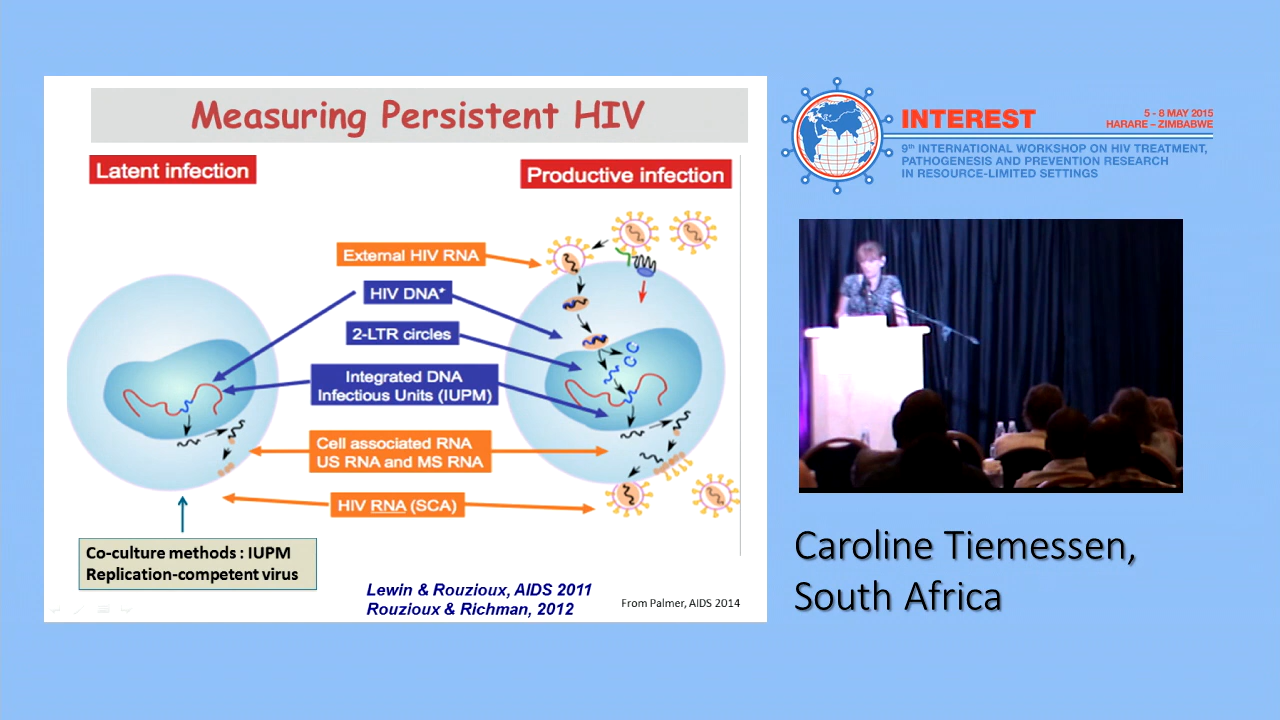 Measuring Persistent HIV
Latent infection
Productive infection
External HIV RNA
HIV DNA*
2-LTR circles
Integrated DNA
Infectious Units (IUPM)
Cell associated RNA
US RNA and MS RNA
HIV RNA (SCA)
Co-culture methods : IUPM
Replication-competent virus
Lewin & Rouzioux, AIDS 2011
Rouzioux & Richman, 2012
From Palmer, AIDS 2014
INTEREST
5 - 8 MAY 2015
HARARE – ZIMBABWE
9th INTERNATIONAL WORKSHOP ON HIV TREATMENT,
PATHOGENESIS AND PREVENTION RESEARCH
IN RESOURCE-LIMITED SETTINGS
Caroline Tiemessen,
South Africa